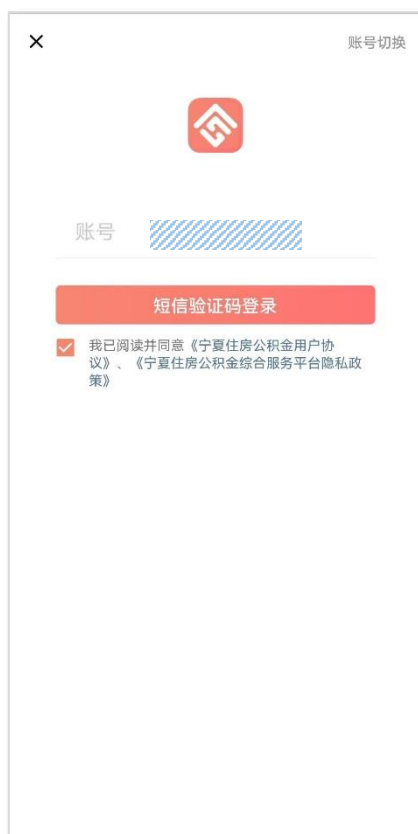 账号切换
账号
短信验证码登录
我已阅读并同意《宁夏住房公积金用户协
议》、《宁夏住房公积金综合服务平台隐私政
策》